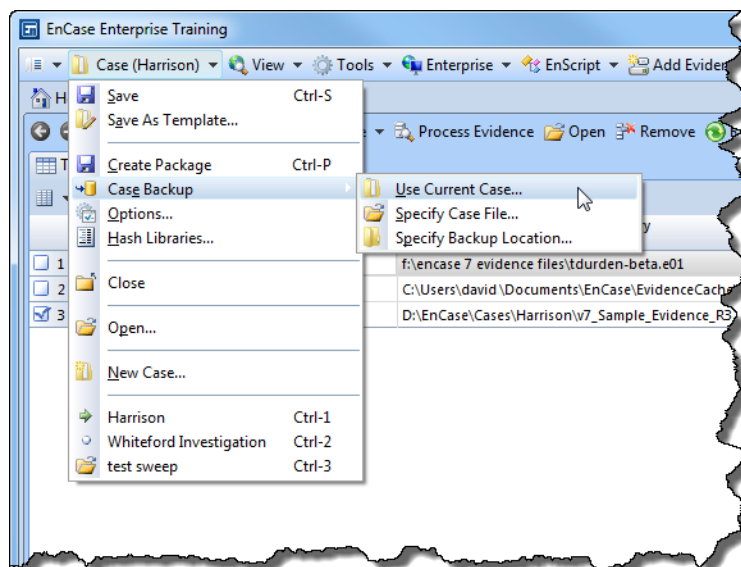 EnCase Enterprise Training
Case (Harrison) View Tools Enterprise EnScript Add Eviden
H
Save Ctrl-S
Save As Template...
Process Evidence Open Remove
T
Create Package Ctrl-P
Case Backup
Use Current Case...
Options...
Specify Case File...
Hash Libraries...
Specify Backup Location...
y
1 f:\encase 7 evidence files\tdurden-beta.e01
Close
2 C:\Users\david\Documents\EnCase\EvidenceCache
3 D:\EnCase\Cases\Harrison\v7_Sample_Evidence_R3
Open...
New Case...
Harrison Ctrl-1
Whiteford Investigation Ctrl-2
test sweep Ctrl-3